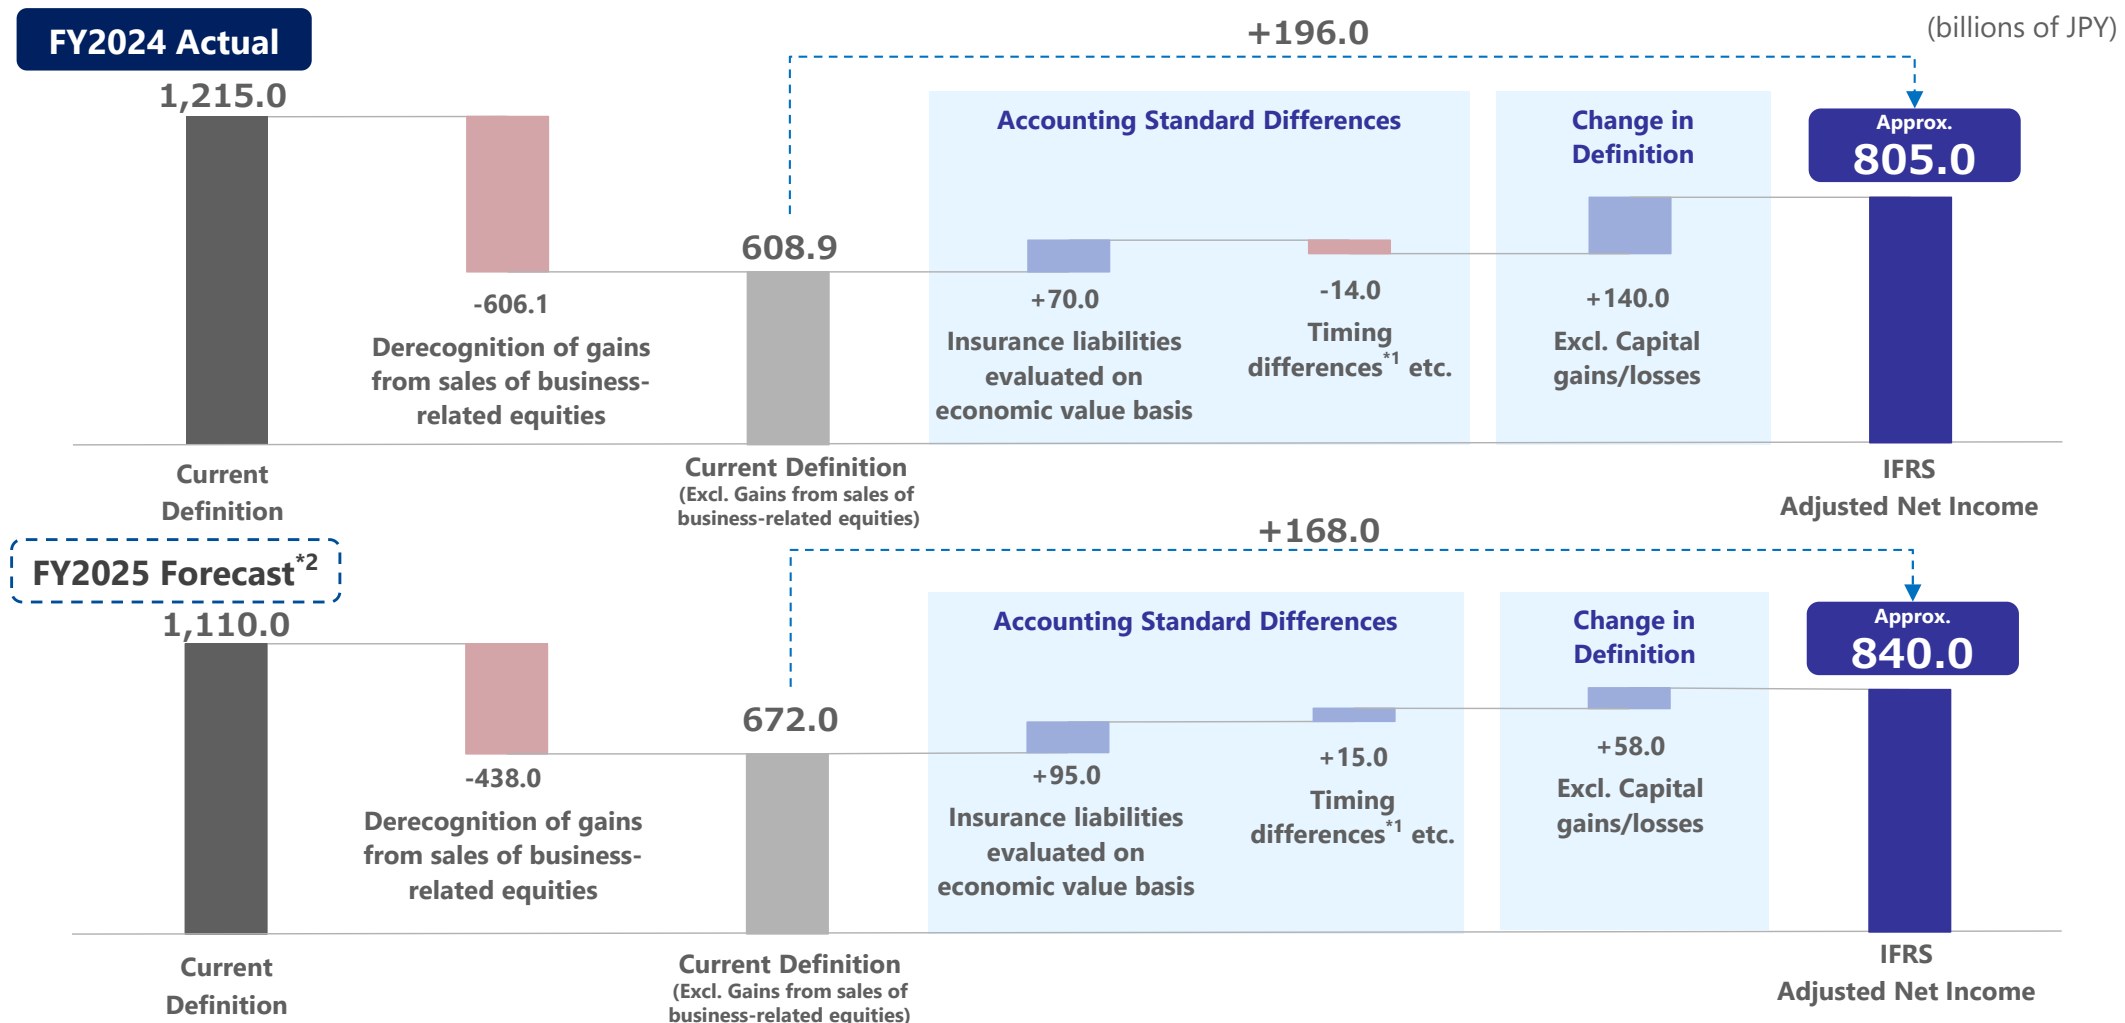 FY2024 Actual
(billions of JPY)
+196.0
1,215.0
Accounting Standard Differences
Change in
Definition
Approx.
805.0
608.9
-606.1
Derecognition of gains
from sales of business-
related equities
+70.0
Insurance liabilities
evaluated on
economic value basis
-14.0
Timing
differences*1 etc.
+140.0
Excl. Capital
gains/losses
Current
Definition
Current Definition
(Excl. Gains from sales of
business-related equities)
IFRS
Adjusted Net Income
FY2025 Forecast*2
+168.0
1,110.0
Accounting Standard Differences
Change in
Definition
Approx.
840.0
672.0
-438.0
Derecognition of gains
from sales of business-
related equities
+95.0
Insurance liabilities
evaluated on
economic value basis
+15.0
Timing
differences*1 etc.
+58.0
Excl. Capital
gains/losses
Current
Definition
Current Definition
(Excl. Gains from sales of
business-related equities)
IFRS
Adjusted Net Income